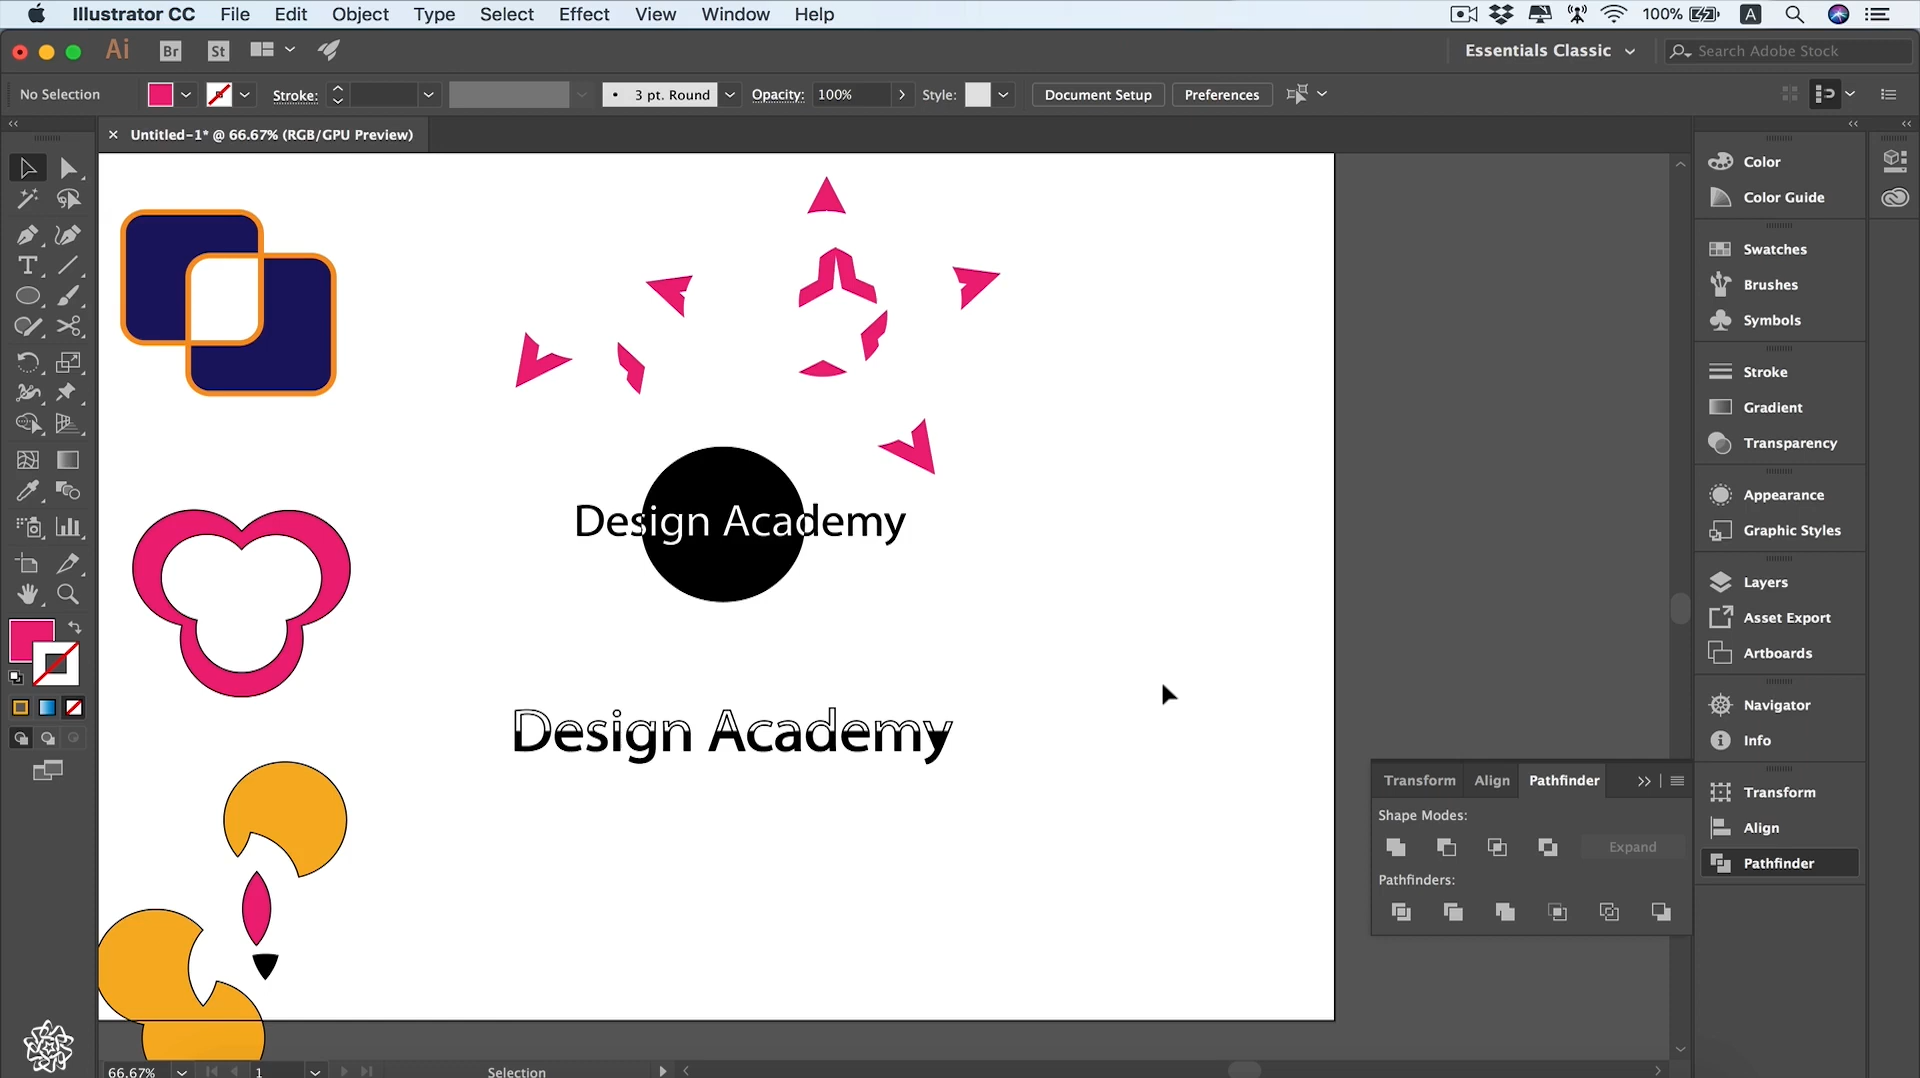 Illustrator CC File Edit Object Type Select Effect View Window Help 100% A
Ai Br St Essentials Classic Search Adobe Stock
No Selection Stroke: 3 pt. Round Opacity: 100% Style: Document Setup Preferences
Untitled-1* @ 66.67% (RGB/GPU Preview)
Color
Color Guide
Swatches
Brushes
Symbols
Stroke
Gradient
Transparency
Appearance
Graphic Styles
Layers
Asset Export
Artboards
Navigator
Info
Transform
Align
Pathfinder
Design Academy
Design Academy
Transform Align Pathfinder
Shape Modes:
Expand
Pathfinders:
66.67% 1 Selection